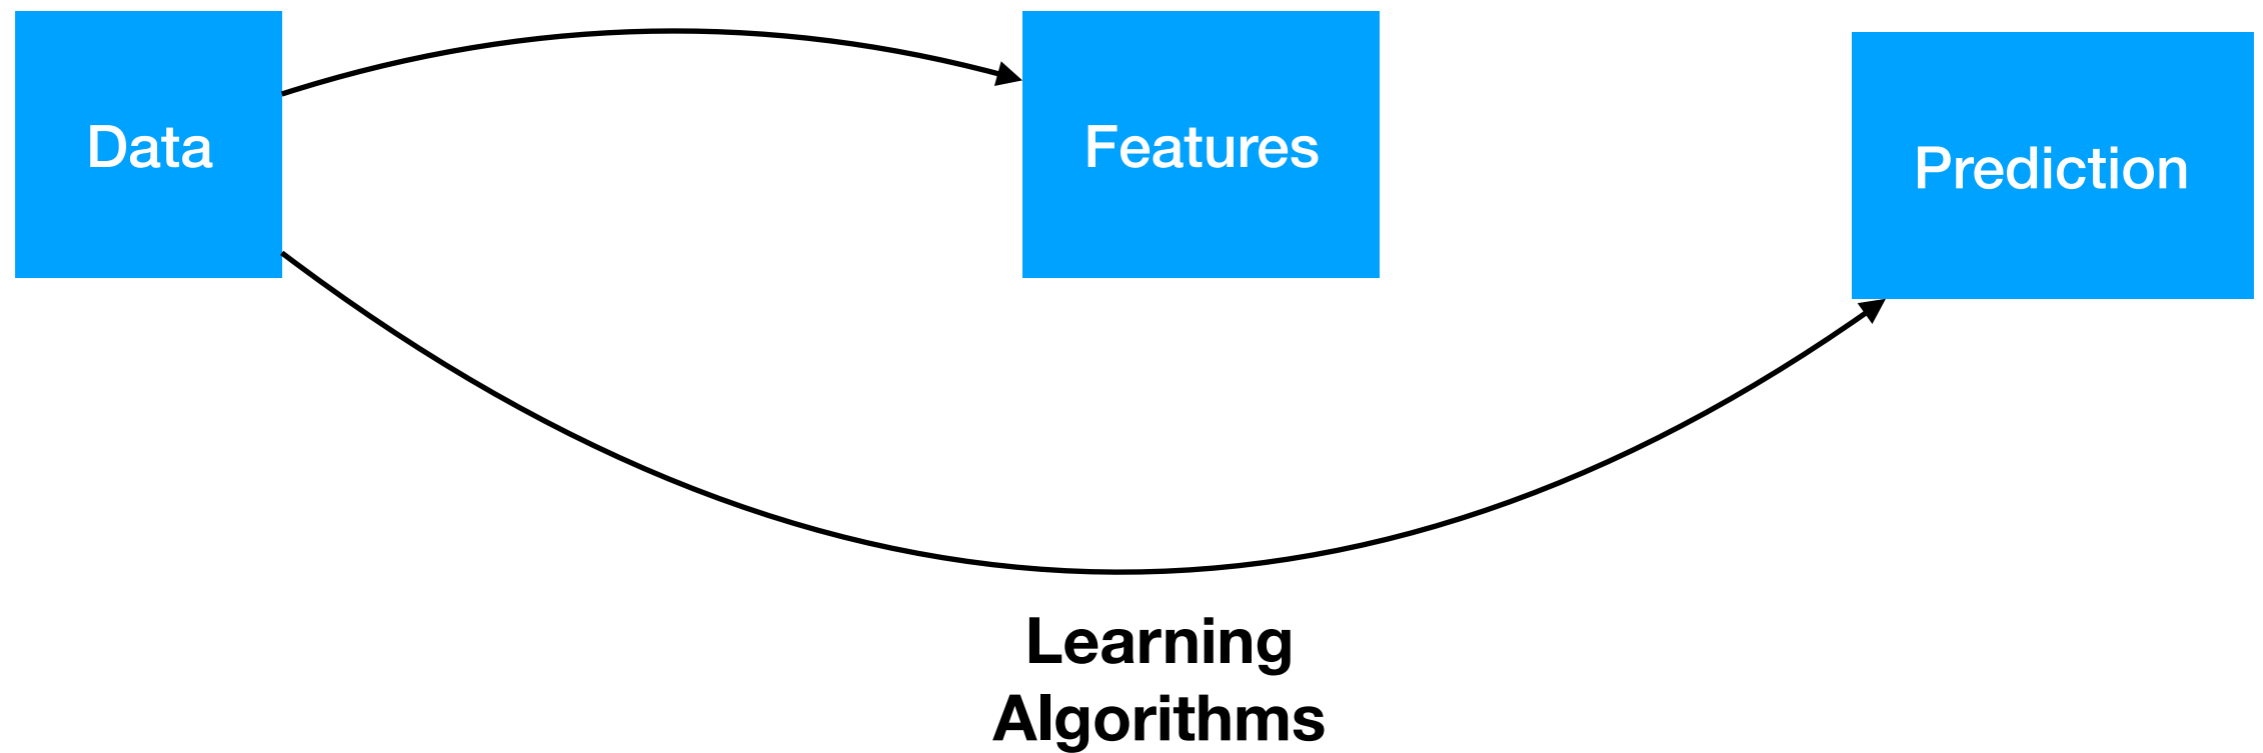 Data
Features
Prediction
Learning
Algorithms